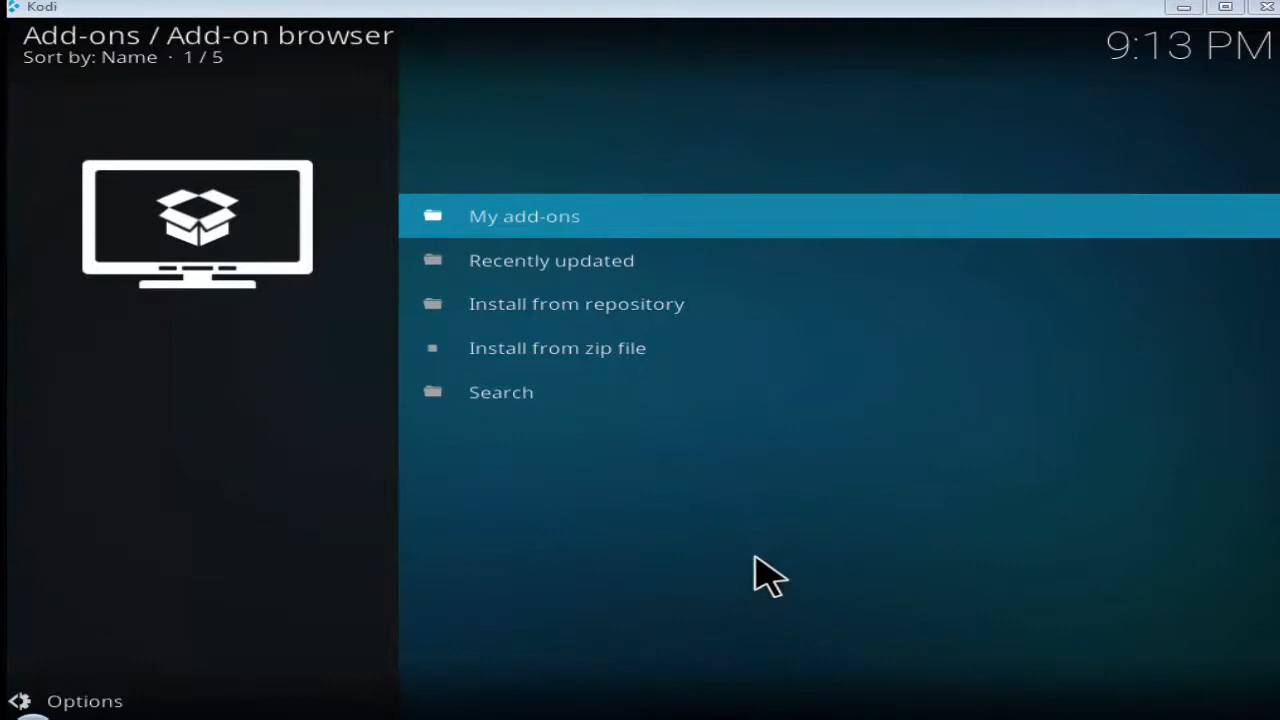 Kodi
Add-ons / Add-on browser
Sort by: Name · 1 / 5
9:13 PM
My add-ons
Recently updated
Install from repository
Install from zip file
Search
Options